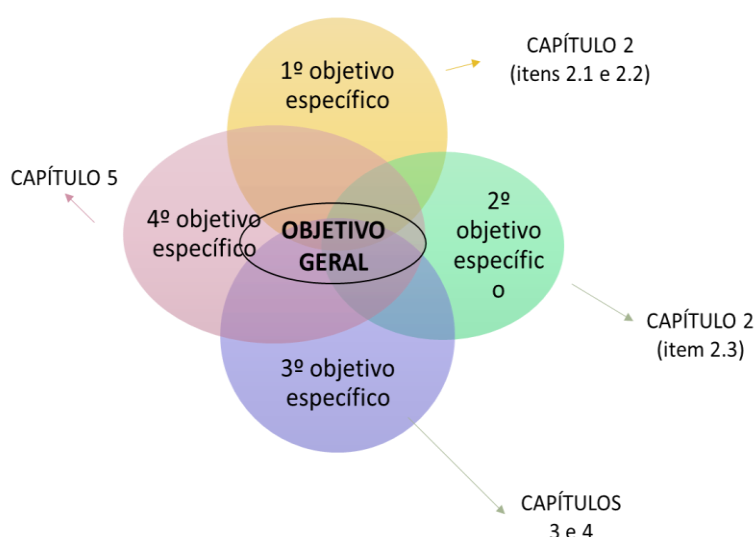 1º objetivo
específico
CAPÍTULO 2
(itens 2.1 e 2.2)
CAPÍTULO 5
4º objetivo
específico
OBJETIVO
GERAL
2º
objetivo
específic
o
CAPÍTULO 2
(item 2.3)
3º objetivo
específico
CAPÍTULOS
3 e 4